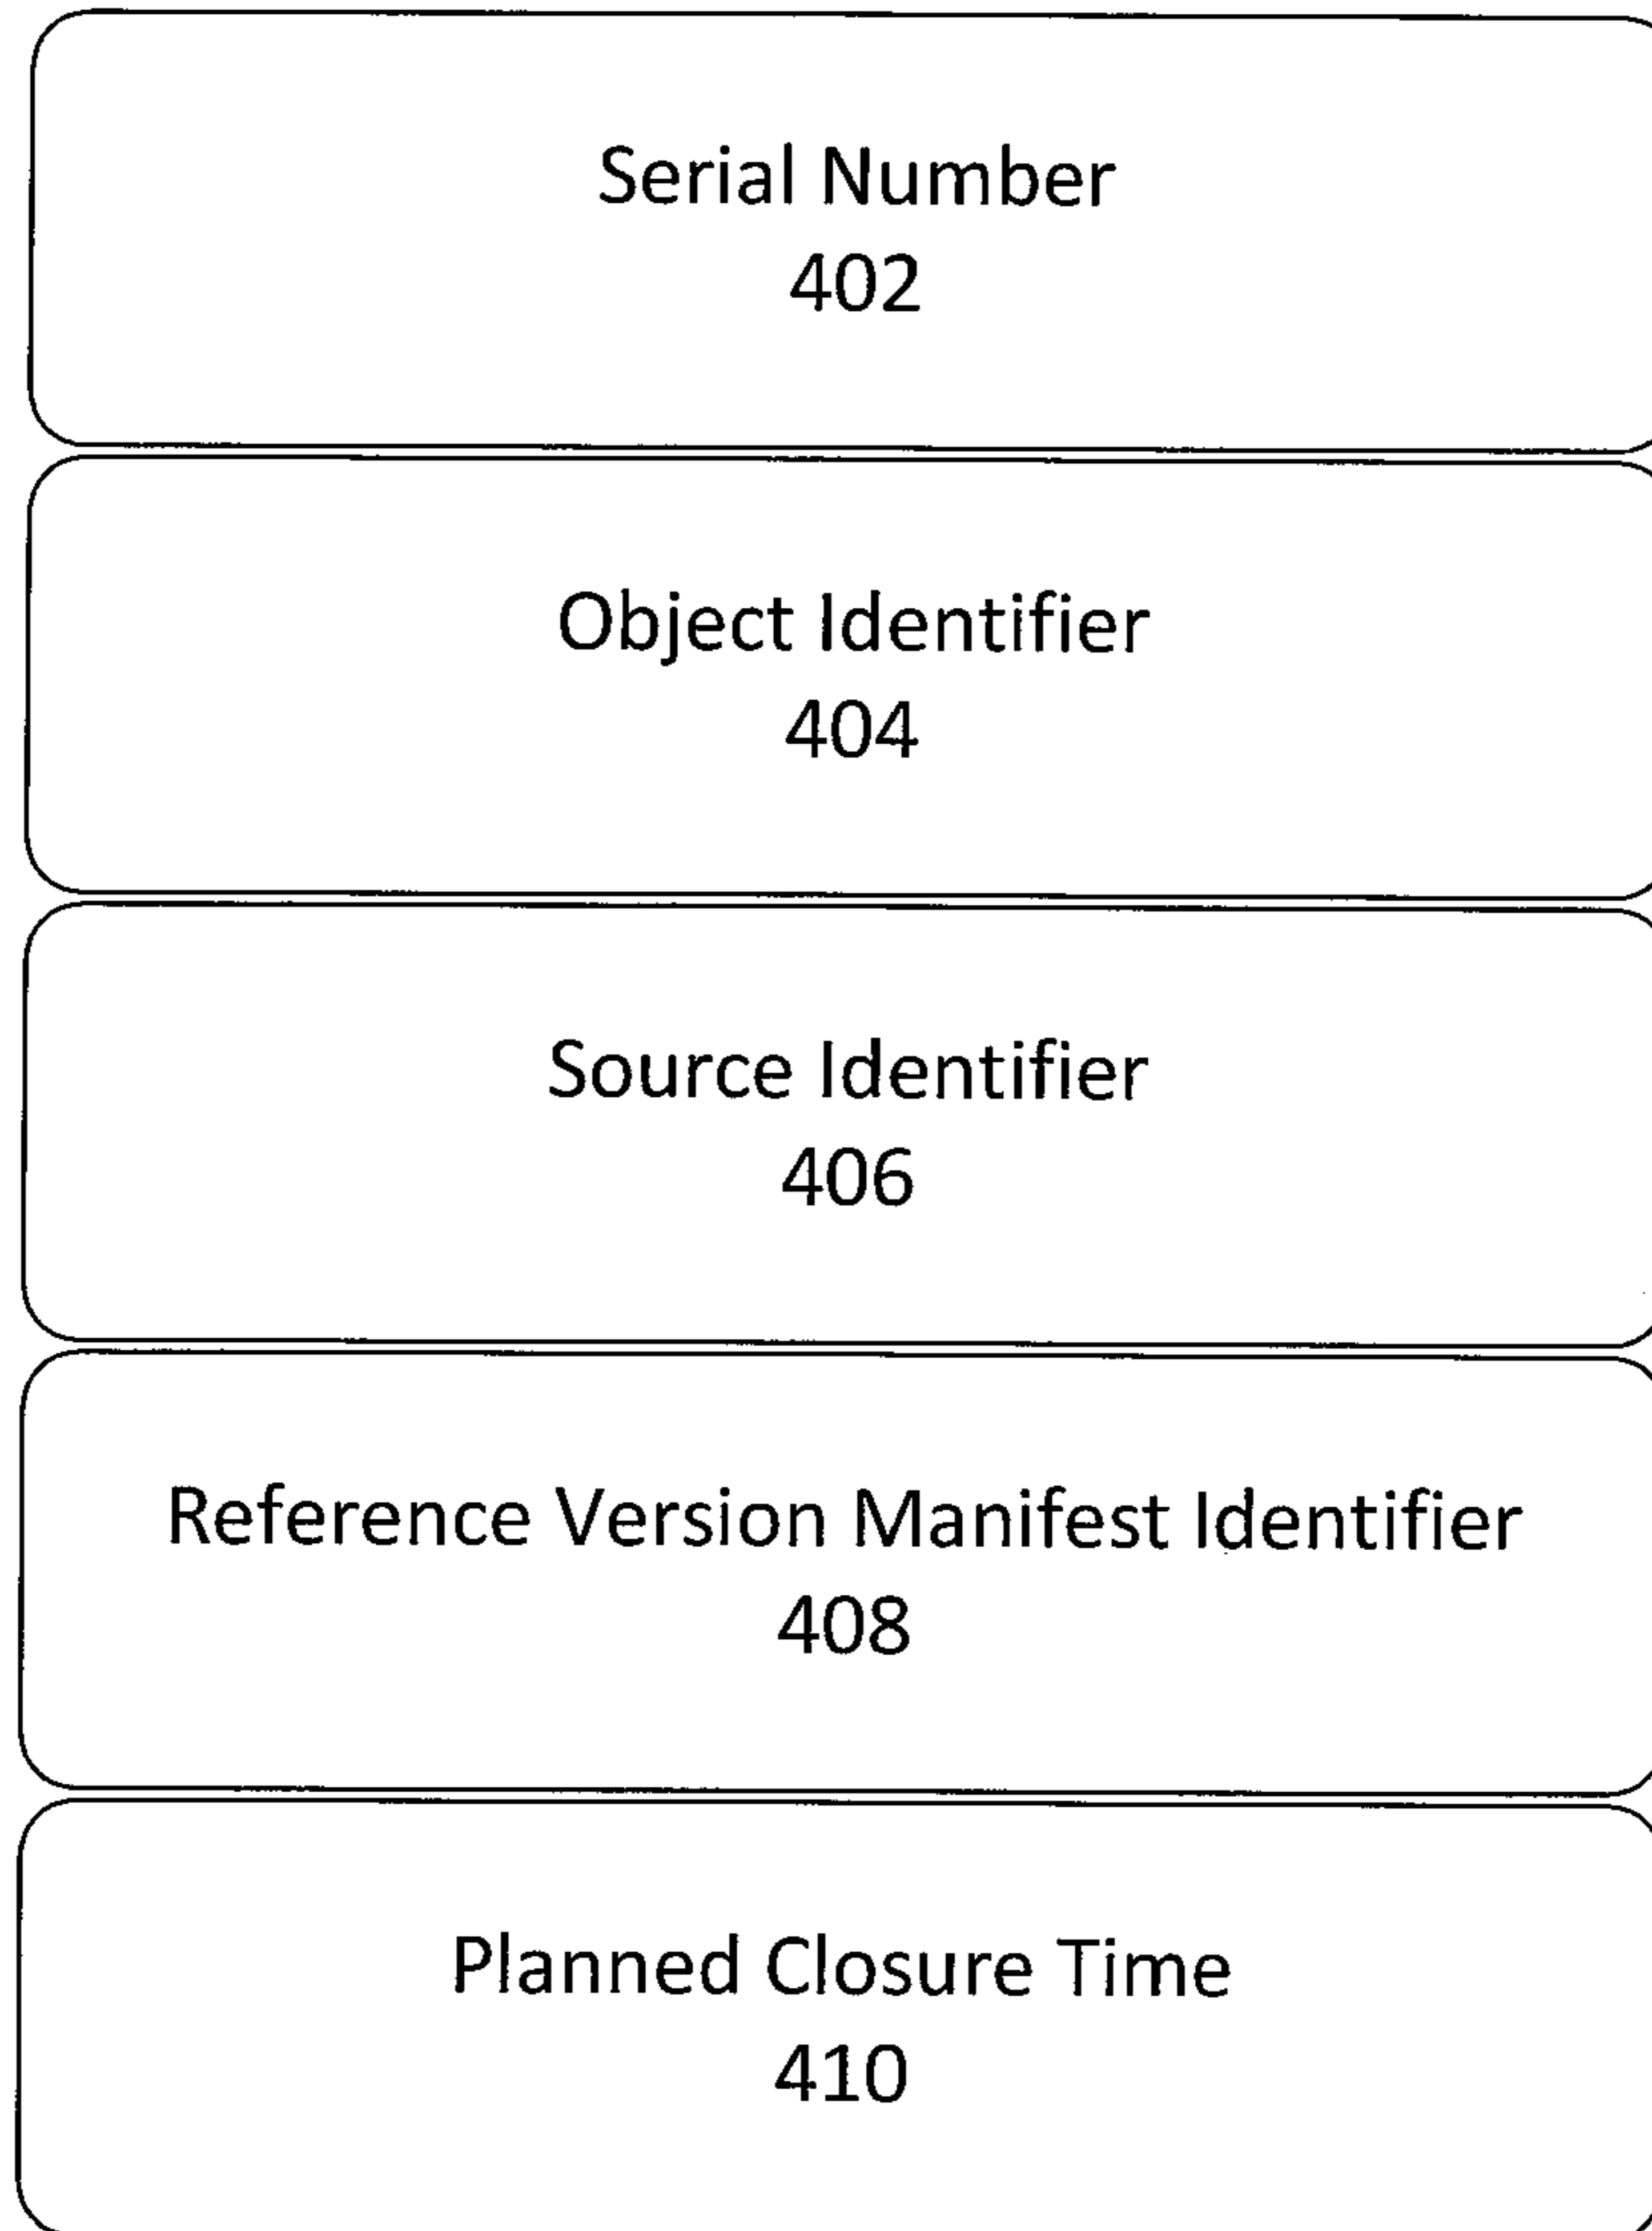 Serial Number
402
Object Identifier
404
Source Identifier
406
Reference Version Manifest Identifier
408
Planned Closure Time
410